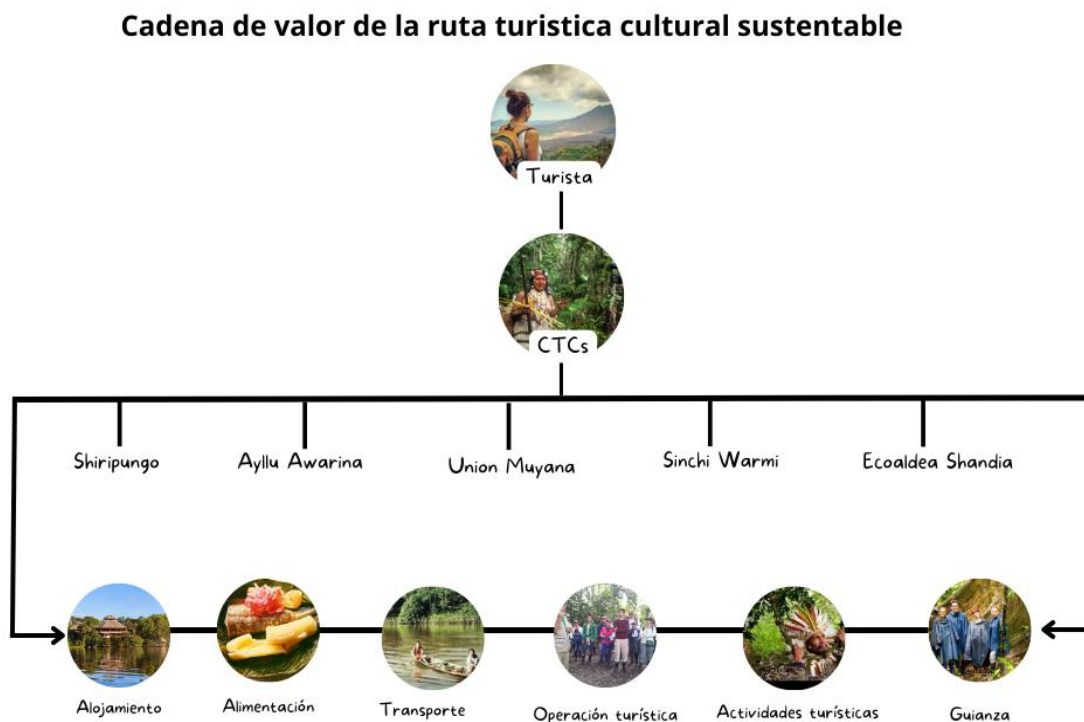 Cadena de valor de la ruta turistica cultural sustentable
Turista
CTCs
Shiripungo
Ayllu Awarina
Union Muyana
Sinchi Warmi
Ecoaldea Shandia
Alojamiento
Alimentación
Transporte
Operación turística
Actividades turísticas
Guianza